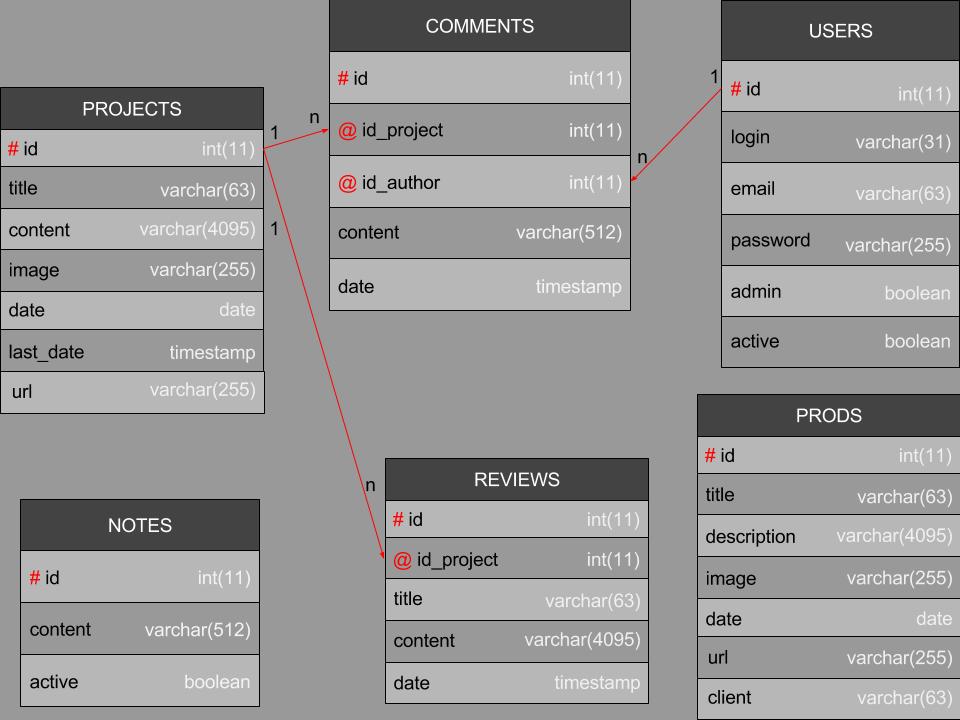 PROJECTS
# id int(11)
title varchar(63)
content varchar(4095)
image varchar(255)
date date
last_date timestamp
url varchar(255)
1
n
1
n
COMMENTS
# id int(11)
@ id_project int(11)
@ id_author int(11)
content varchar(512)
date timestamp
1
n
USERS
# id int(11)
login varchar(31)
email varchar(63)
password varchar(255)
admin boolean
active boolean
NOTES
# id int(11)
content varchar(512)
active boolean
REVIEWS
# id int(11)
@ id_project int(11)
title varchar(63)
content varchar(4095)
date timestamp
PRODS
# id int(11)
title varchar(63)
description varchar(4095)
image varchar(255)
date date
url varchar(255)
client varchar(63)